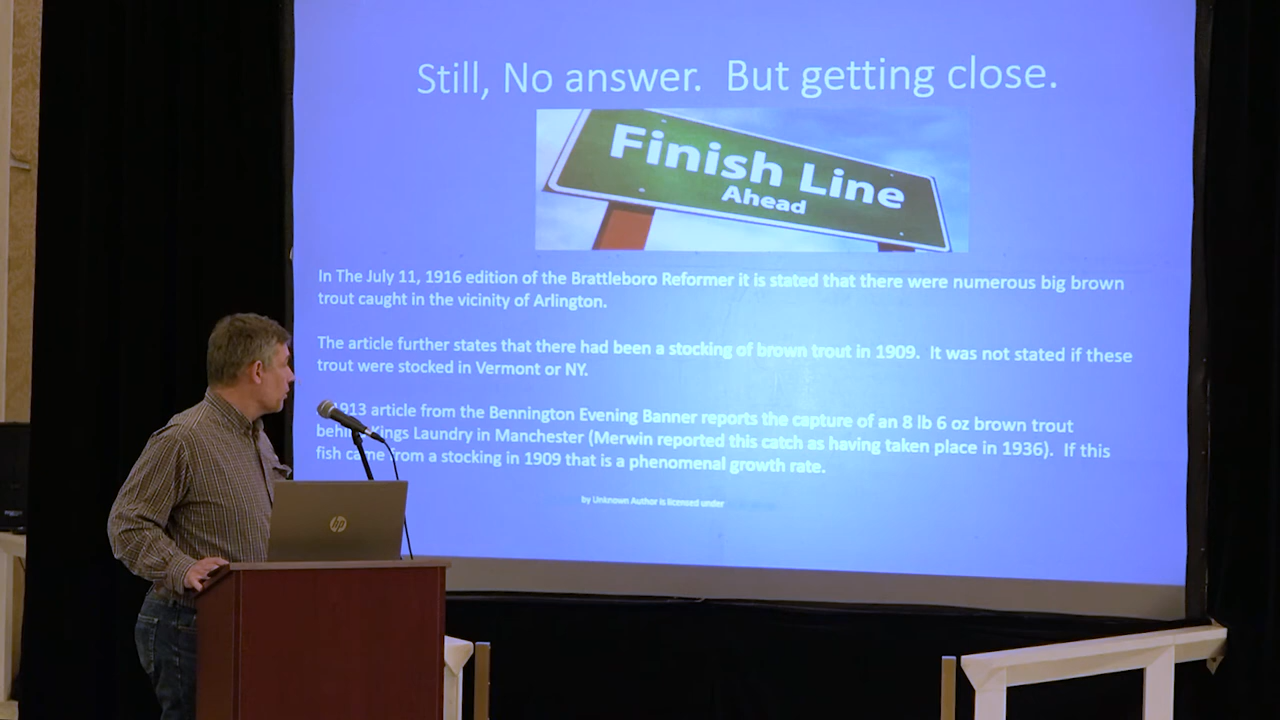 Still, No answer. But getting close.
Finish Line
Ahead
In The July 11, 1916 edition of the Brattleboro Reformer it is stated that there were numerous big brown
trout caught in the vicinity of Arlington.
The article further states that there had been a stocking of brown trout in 1909. It was not stated if these
trout were stocked in Vermont or NY.
913 article from the Bennington Evening Banner reports the capture of an 8 lb 6 oz brown trout
behind Kings Laundry in Manchester (Merwin reported this catch as having taken place in 1936). If this
fish came from a stocking in 1909 that is a phenomenal growth rate.
by Unknown Author is licensed under
hp